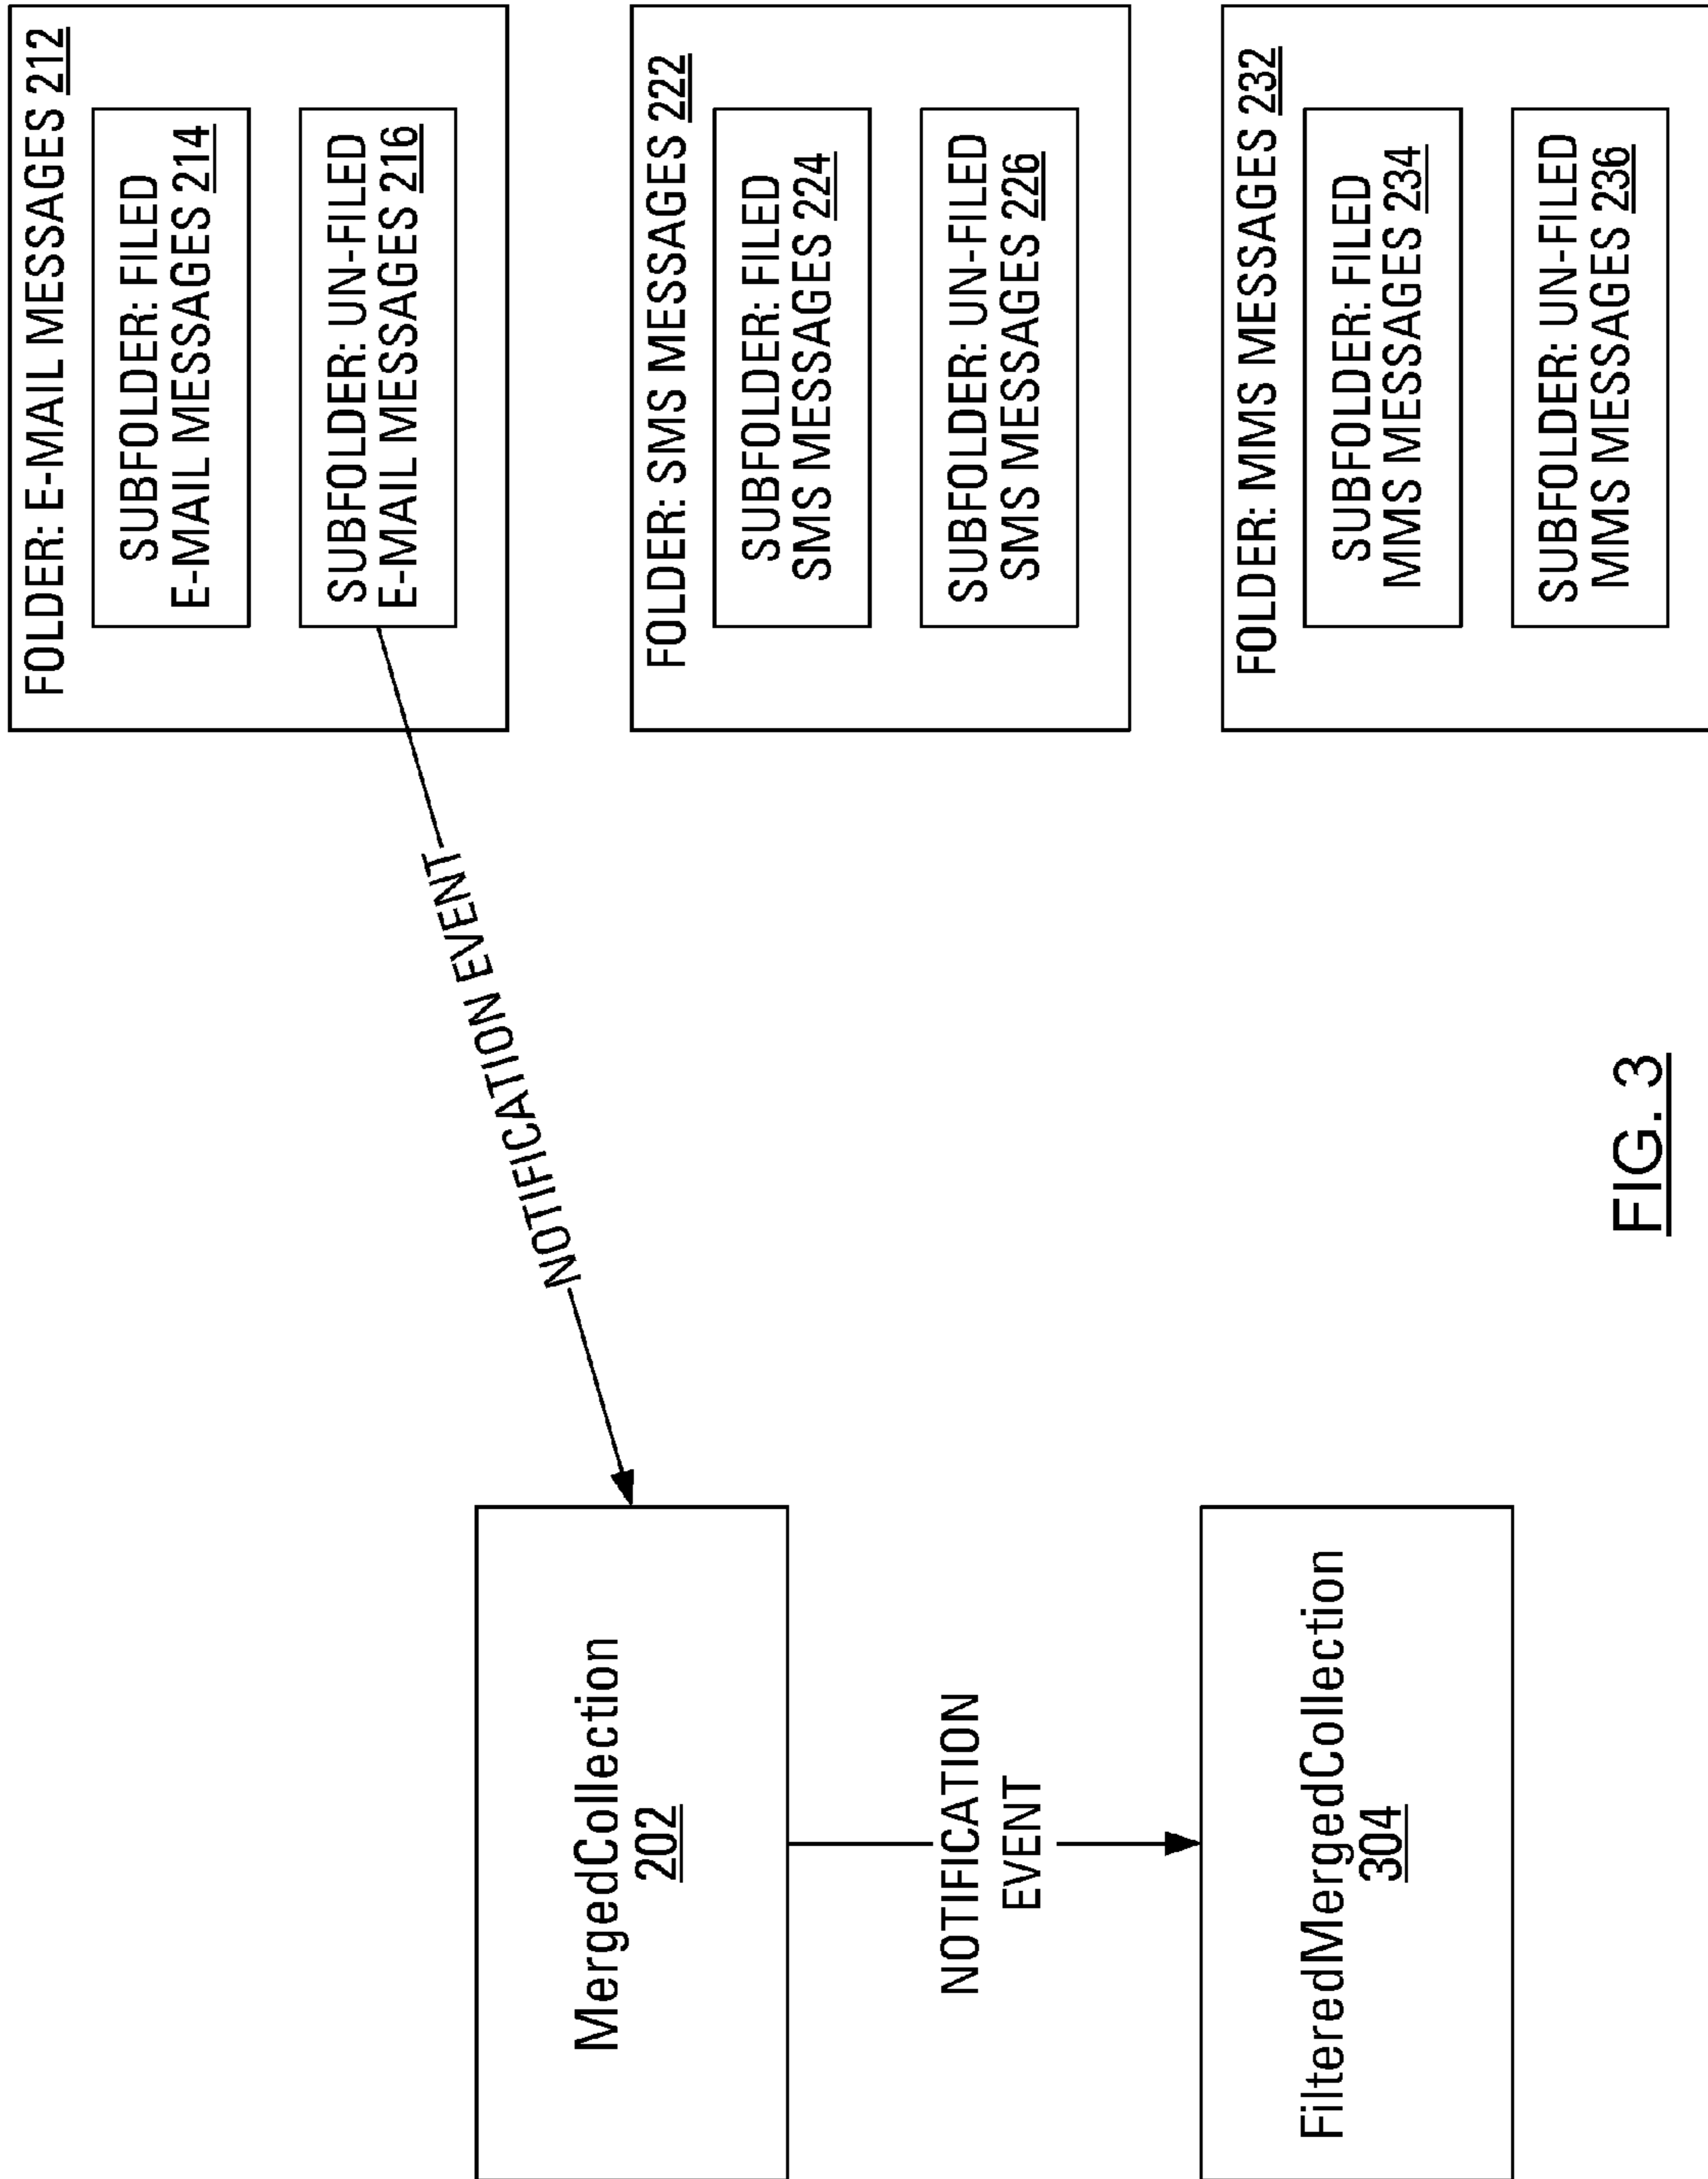 FOLDER: E-MAIL MESSAGES 212
SUBFOLDER: FILED
E-MAIL MESSAGES 214
SUBFOLDER: UN-FILED
E-MAIL MESSAGES 216
NOTIFICATION EVENT
MergedCollection
202
FOLDER: SMS MESSAGES 222
SUBFOLDER: FILED
SMS MESSAGES 224
SUBFOLDER: UN-FILED
SMS MESSAGES 226
NOTIFICATION
EVENT
FOLDER: MMS MESSAGES 232
SUBFOLDER: FILED
MMS MESSAGES 234
SUBFOLDER: UN-FILED
MMS MESSAGES 236
FilteredMergedCollection
304
FIG. 3